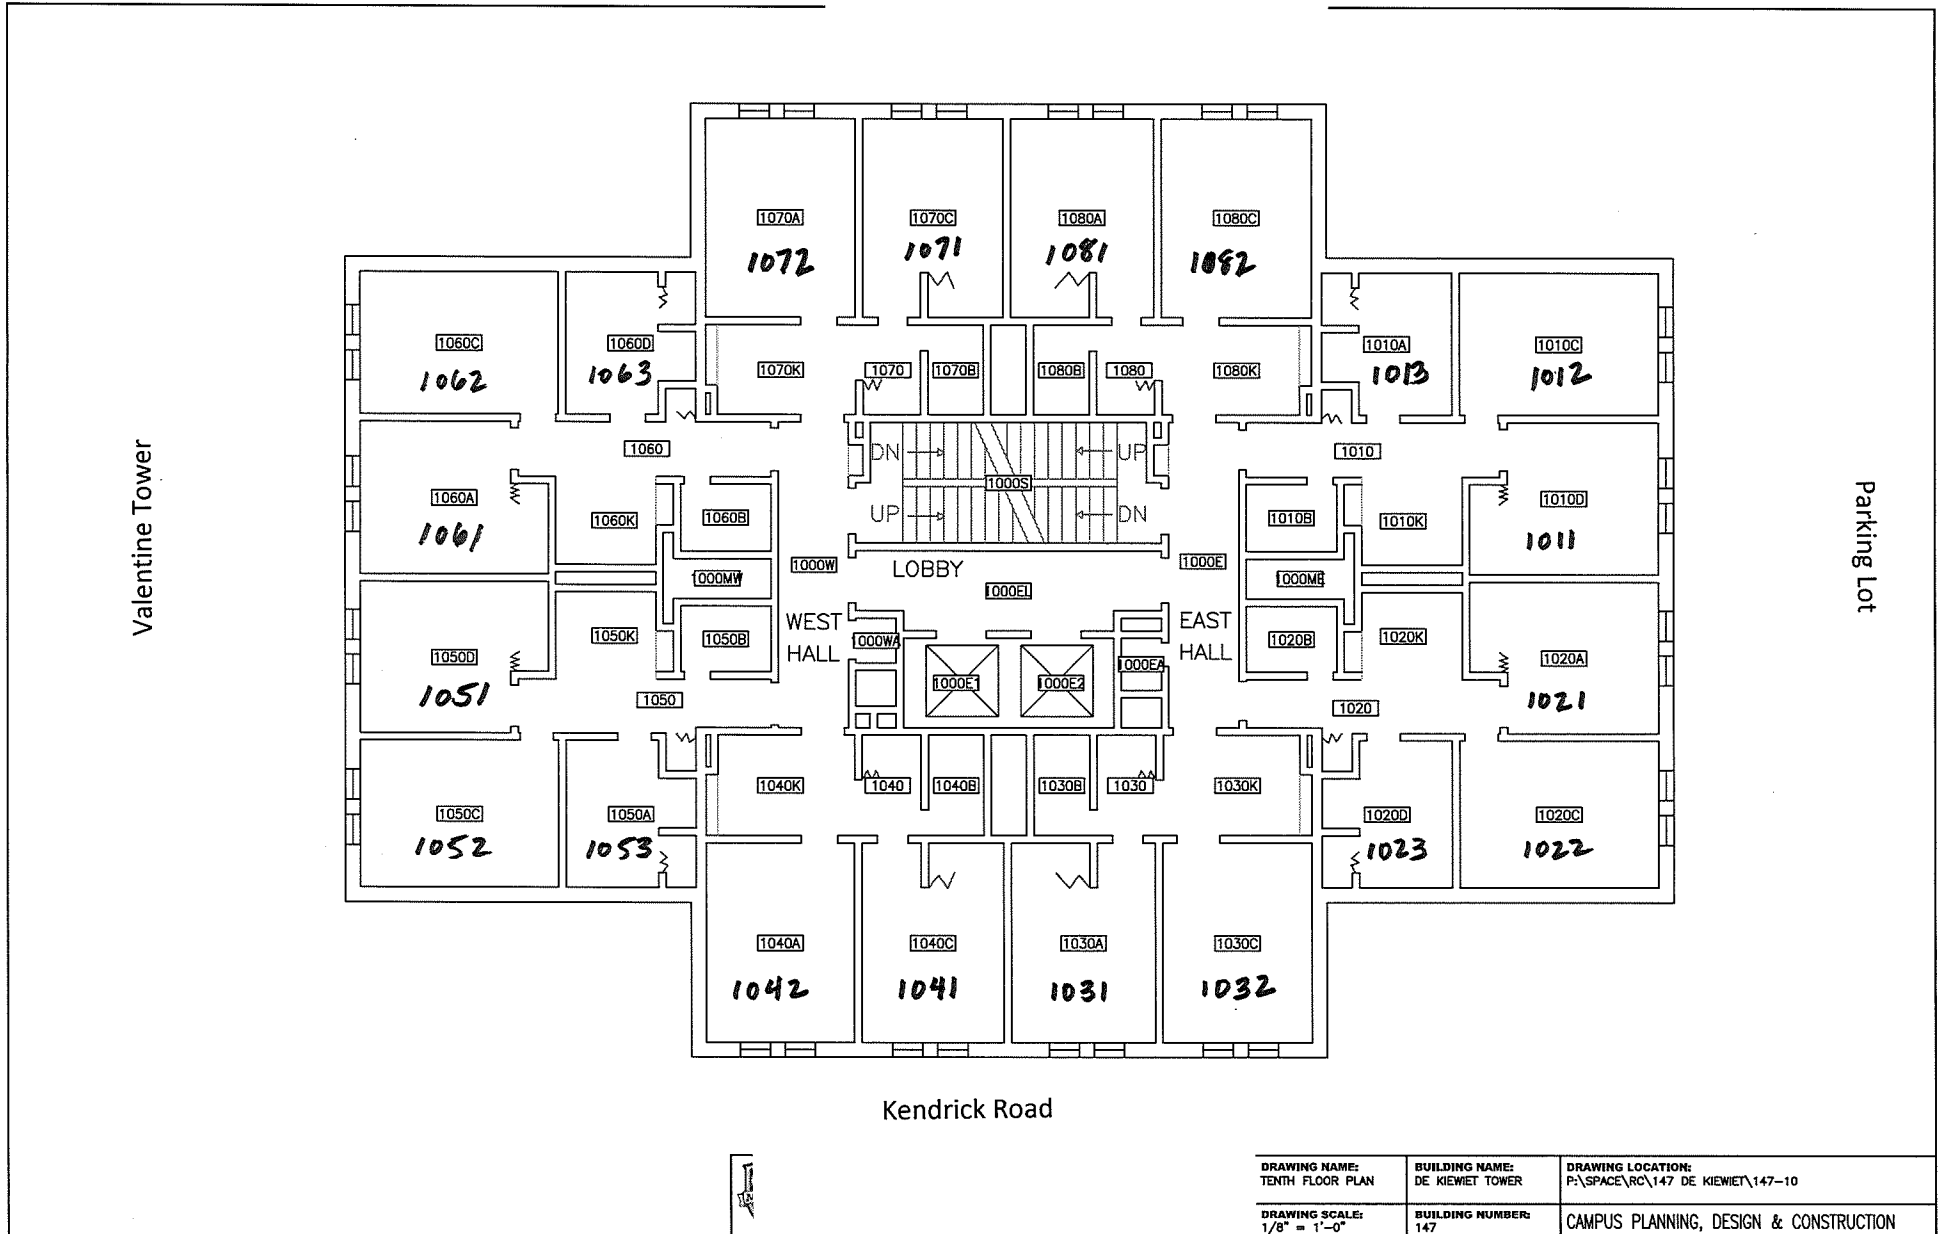 1070A 1070C 1080A 1080C
1072 1071 1081 1082
1060C 1060D 1010A 1010C
1062 1063 1013 1012
1070K 1070 1070B 1080B 1080 1080K
1060 DN UP 1010
1060A 1000S 1010D
1061 1060K 1060B UP DN 1010B 1010K 1011
1000MW 1000W LOBBY 1000E 1000ME
1000EL
WEST EAST
HALL HALL
1050K 1050B 1000WA 1000EA 1020B 1020K
1050D 1000E1 1000E2 1020A
1051 1050 1020 1021
1040K 1040 1040B 1030B 1030 1030K
1050C 1050A 1020D 1020C
1052 1053 1023 1022
1040A 1040C 1030A 1030C
1042 1041 1031 1032
Valentine Tower
Parking Lot
Kendrick Road
DRAWING NAME:
TENTH FLOOR PLAN
BUILDING NAME:
DE KIEWIET TOWER
DRAWING LOCATION:
P:\SPACE\RC\147 DE KIEWIET\147-10
DRAWING SCALE:
1/8" = 1'-0"
BUILDING NUMBER:
147
CAMPUS PLANNING, DESIGN & CONSTRUCTION